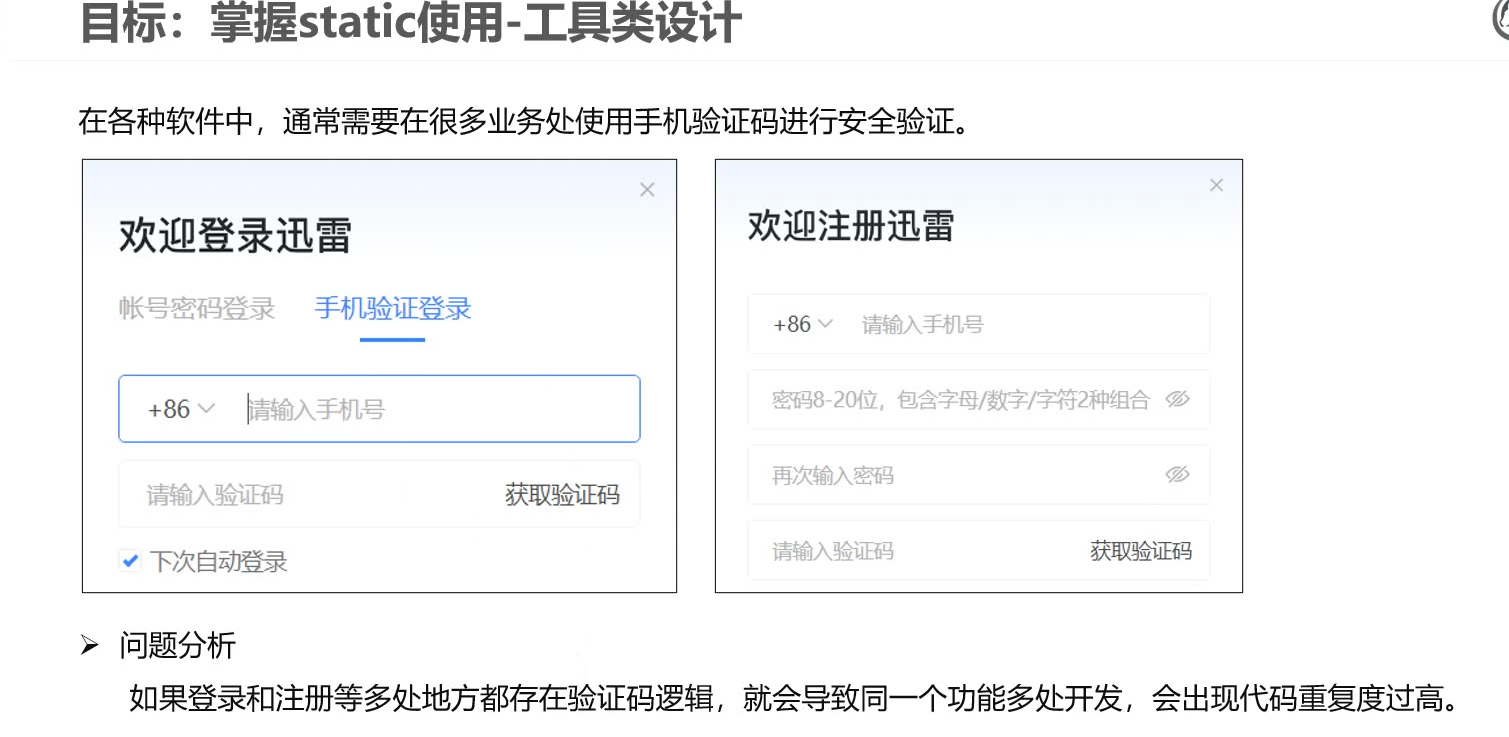 目标：掌握static使用-工具类设计
在各种软件中，通常需要在很多业务处使用手机验证码进行安全验证。
欢迎登录迅雷
帐号密码登录 手机验证登录
+86 请输入手机号
请输入验证码 获取验证码
下次自动登录
欢迎注册迅雷
+86 请输入手机号
密码8-20位，包含字母/数字/字符2种组合
再次输入密码
请输入验证码 获取验证码
问题分析
如果登录和注册等多处地方都存在验证码逻辑，就会导致同一个功能多处开发，会出现代码重复度过高。